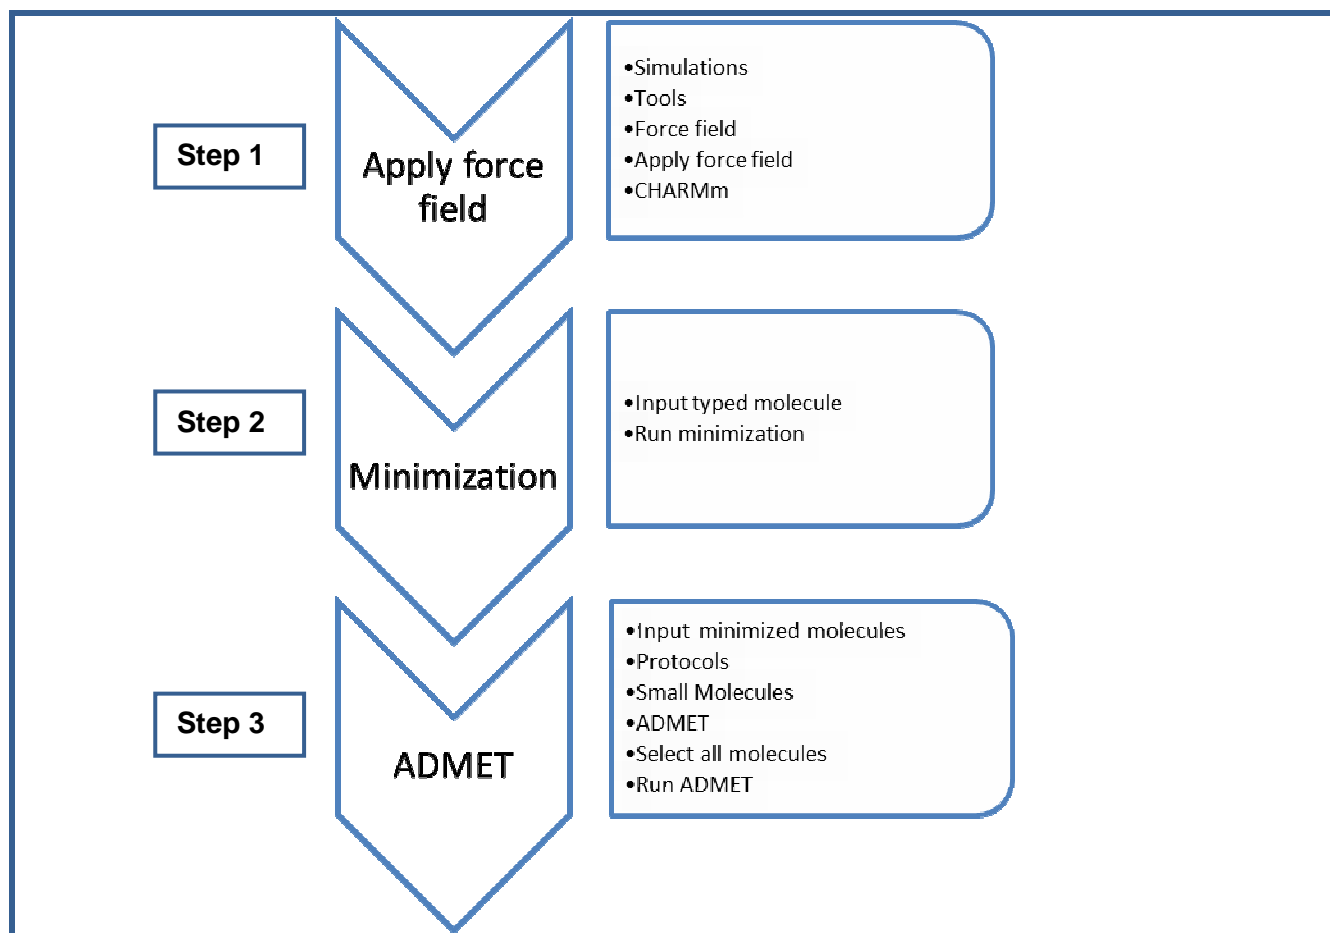 Step 1
Apply force
field
•Simulations
•Tools
•Force field
•Apply force field
•CHARMm
Step 2
Minimization
•Input typed molecule
•Run minimization
Step 3
ADMET
•Input minimized molecules
•Protocols
•Small Molecules
•ADMET
•Select all molecules
•Run ADMET